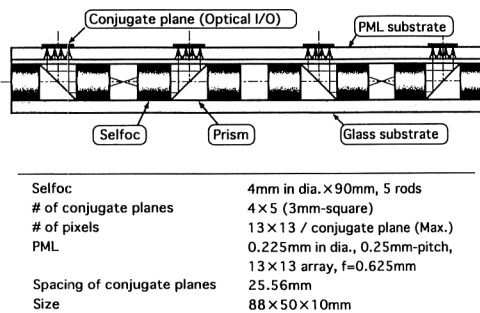 Conjugate plane (Optical I/O)
PML substrate
Selfoc
Prism
Glass substrate
Selfoc 4mm in dia.×90mm, 5 rods
# of conjugate planes 4×5 (3mm-square)
# of pixels 13×13 / conjugate plane (Max.)
PML 0.225mm in dia., 0.25mm-pitch,
13×13 array, f=0.625mm
Spacing of conjugate planes 25.56mm
Size 88×50×10mm